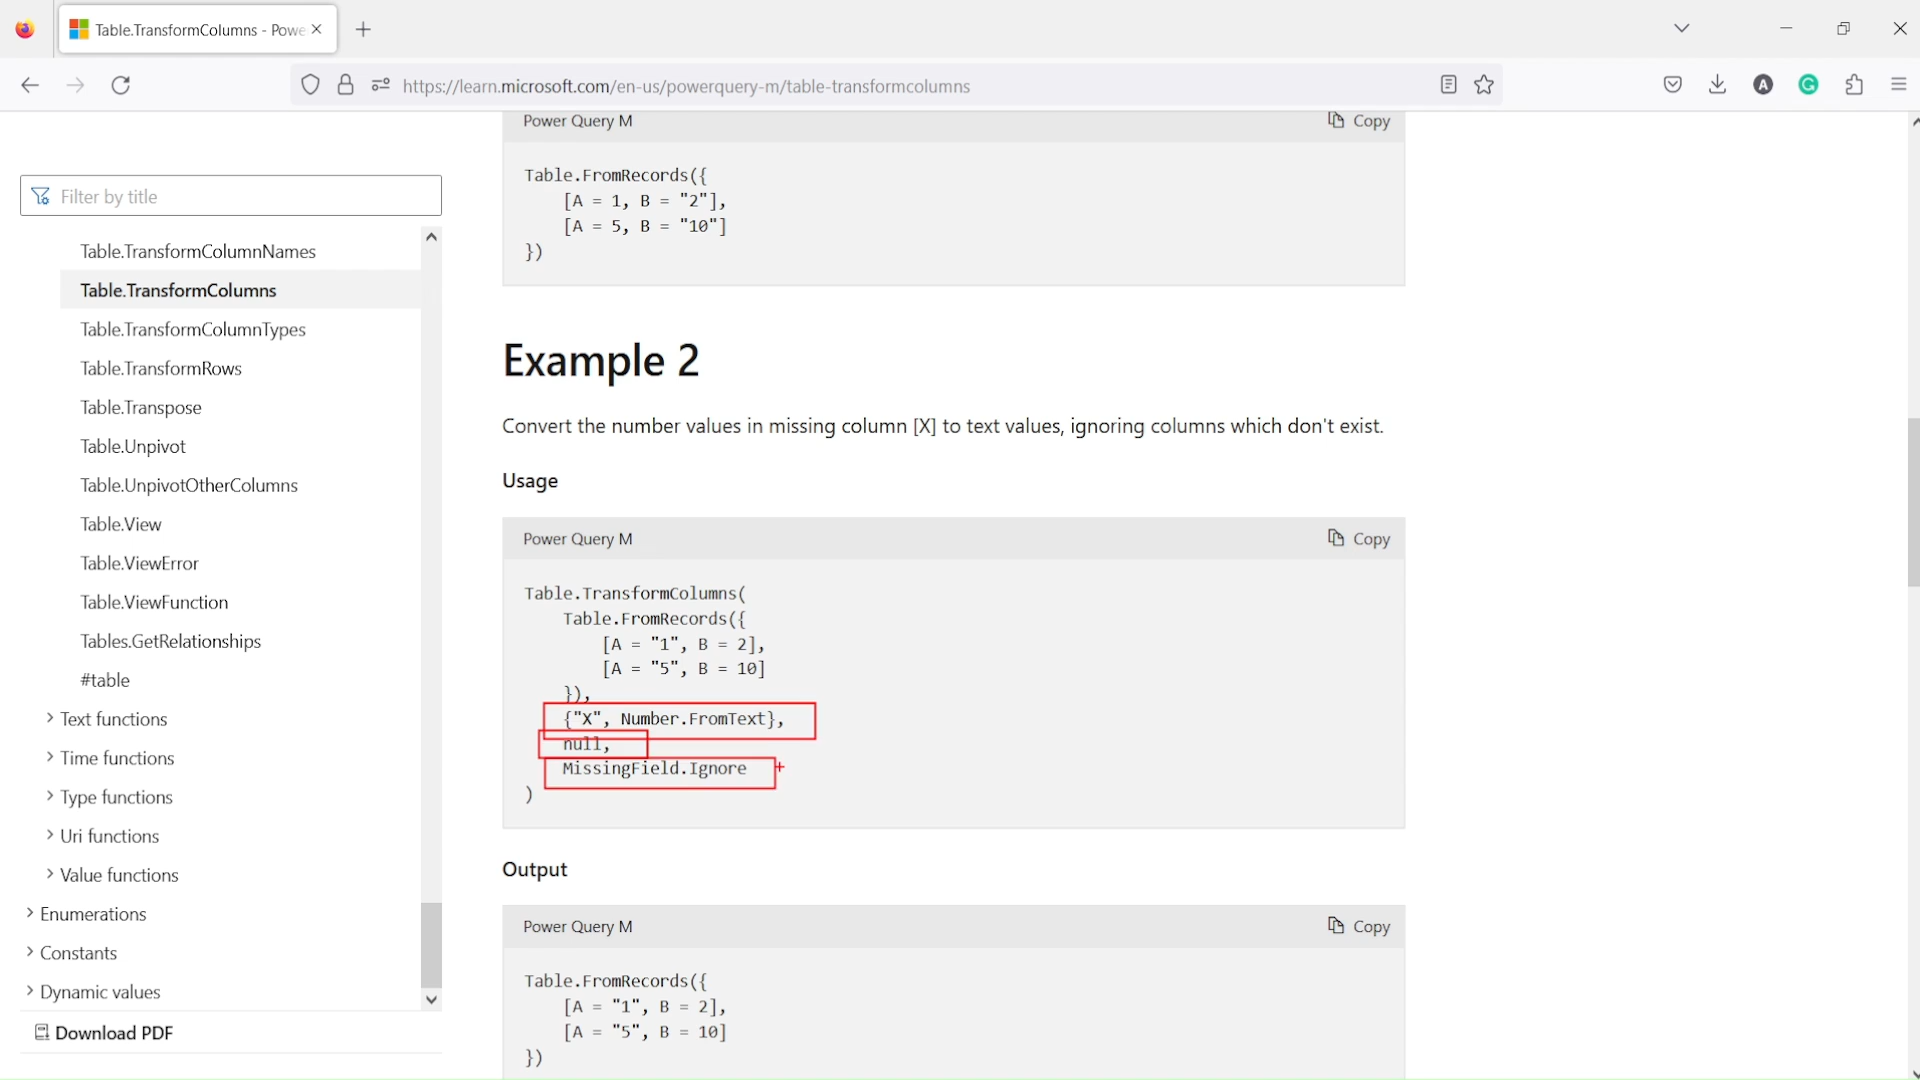 Table.TransformColumns - Powe
https://learn.microsoft.com/en-us/powerquery-m/table-transformcolumns
A
G
Filter by title
Table.TransformColumnNames
Table.TransformColumns
Table.TransformColumnTypes
Table.TransformRows
Table.Transpose
Table.Unpivot
Table.UnpivotOtherColumns
Table.View
Table.ViewError
Table.ViewFunction
Tables.GetRelationships
#table
Text functions
Time functions
Type functions
Uri functions
Value functions
Enumerations
Constants
Dynamic values
Download PDF
Power Query M
Copy
Table.FromRecords({
[A = 1, B = "2"],
[A = 5, B = "10"]
})
Example 2
Convert the number values in missing column [X] to text values, ignoring columns which don't exist.
Usage
Power Query M
Copy
Table.TransformColumns(
Table.FromRecords({
[A = "1", B = 2],
[A = "5", B = 10]
}),
{"X", Number.FromText},
null,
MissingField.Ignore
)
Output
Power Query M
Copy
Table.FromRecords({
[A = "1", B = 2],
[A = "5", B = 10]
})